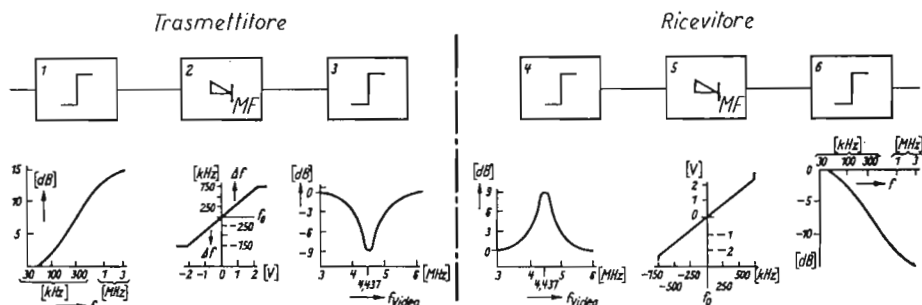 Trasmettitore
Ricevitore
1
2
MF
3
4
5
MF
6
15
10
5
[dB]
30 100 300 1 3
[kHz] [MHz]
f
[kHz] Δf
750
250
f₀
-250
-150
Δf
-2 -1 0 1 2 [V]
[dB]
0
-3
-6
-9
3 4 5 6 [MHz]
4,437
fVideo
[dB]
9
6
3
0
3 4 5 6 [MHz]
4,437
fVideo
[V]
2
1
0
-1
-2
-750 0 500 [kHz]
-500 250
f₀
[kHz] [MHz]
30 100 300 1 3
f
0
-5
-10
[dB]